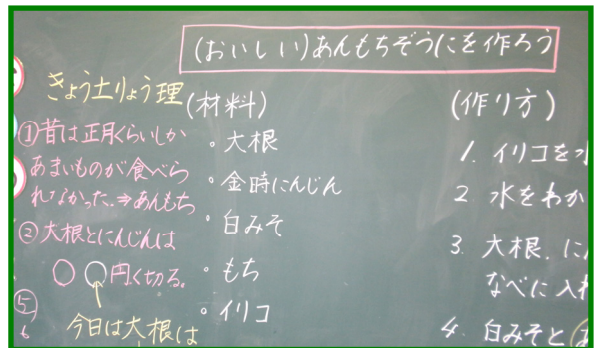 (おいしい)あんもちぞうにを作ろう
きょう土りょう理
①昔は正月くらいしか
あまいものが食べら
れなかった。⇒あんもち
②大根とにんじんは
○ ○円く切る。
↑
今日は大根は
⑤
(材料)
。大根
。金時にんじん
。白みそ
。もち
。イリコ
(作り方)
1. イリコを水
2 水をわか
3. 大根、に
なべに入
4. 白みそと